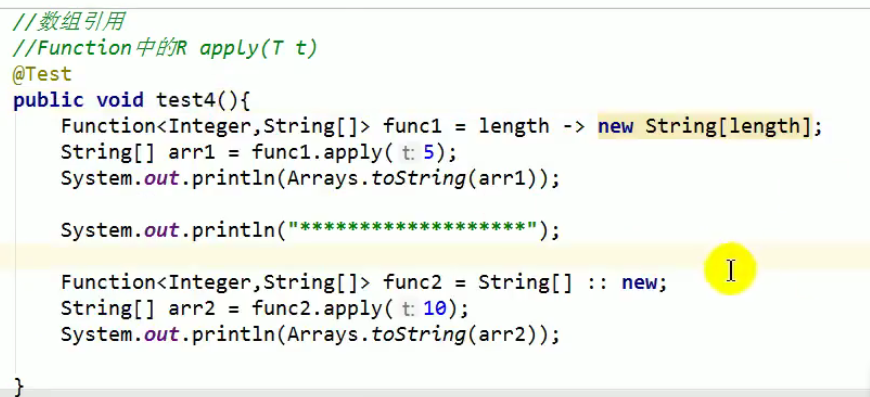 //数组引用
//Function中的R apply(T t)
@Test
public void test4(){
    Function<Integer,String[]> func1 = length -> new String[length];
    String[] arr1 = func1.apply( t: 5);
    System.out.println(Arrays.toString(arr1));
    System.out.println("*******************");
    Function<Integer,String[]> func2 = String[] :: new;
    String[] arr2 = func2.apply( t: 10);
    System.out.println(Arrays.toString(arr2));
}